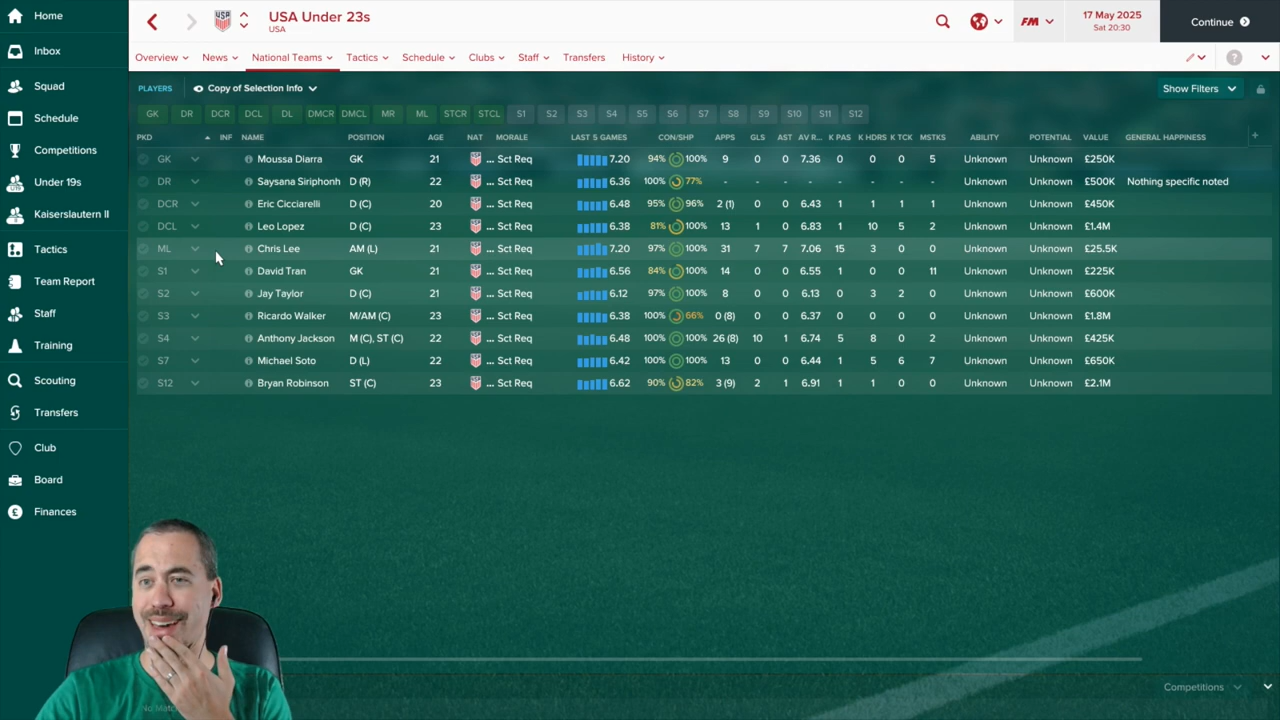 Home
Inbox
Squad
Schedule
Competitions
Under 19s
Kaiserslautern II
Tactics
Team Report
Staff
Training
Scouting
Transfers
Club
Board
Finances
USA Under 23s
USA
FM
17 May 2025
Sat 20:30
Continue
Overview News National Teams Tactics Schedule Clubs Staff Transfers History
PLAYERS Copy of Selection Info Show Filters
GK DR DCR DCL DL DMCR DMCL MR ML STCR STCL S1 S2 S3 S4 S5 S6 S7 S8 S9 S10 S11 S12
PKD INF NAME POSITION AGE NAT MORALE LAST 5 GAMES CON/SHP APPS GLS AST AV R... K PAS K HDRS K TCK MSTKS ABILITY POTENTIAL VALUE GENERAL HAPPINESS
GK Moussa Diarra GK 21 ... Sct Req 7.20 94% 100% 9 0 0 7.36 0 0 0 5 Unknown Unknown £250K
DR Saysana Siriphonh D (R) 22 ... Sct Req 6.36 100% 77% - - - - - - - - Unknown Unknown £500K Nothing specific noted
DCR Eric Cicciarelli D (C) 20 ... Sct Req 6.48 95% 96% 2 (1) 0 0 6.43 1 1 1 1 Unknown Unknown £450K
DCL Leo Lopez D (C) 23 ... Sct Req 6.38 81% 100% 13 1 0 6.83 1 10 5 2 Unknown Unknown £1.4M
ML Chris Lee AM (L) 21 ... Sct Req 7.20 97% 100% 31 7 7 7.06 15 3 0 0 Unknown Unknown £25.5K
S1 David Tran GK 21 ... Sct Req 6.56 84% 100% 14 0 0 6.55 1 0 0 11 Unknown Unknown £225K
S2 Jay Taylor D (C) 21 ... Sct Req 6.12 97% 100% 8 0 0 6.13 0 3 2 0 Unknown Unknown £600K
S3 Ricardo Walker M/AM (C) 23 ... Sct Req 6.38 100% 66% 0 (8) 0 0 6.37 0 0 0 0 Unknown Unknown £1.8M
S4 Anthony Jackson M (C), ST (C) 22 ... Sct Req 6.48 100% 100% 26 (8) 10 1 6.74 5 8 0 2 Unknown Unknown £425K
S7 Michael Soto D (L) 22 ... Sct Req 6.42 100% 100% 13 0 0 6.44 1 5 6 7 Unknown Unknown £650K
S12 Bryan Robinson ST (C) 23 ... Sct Req 6.62 90% 82% 3 (9) 2 1 6.91 1 1 0 0 Unknown Unknown £2.1M
Competitions